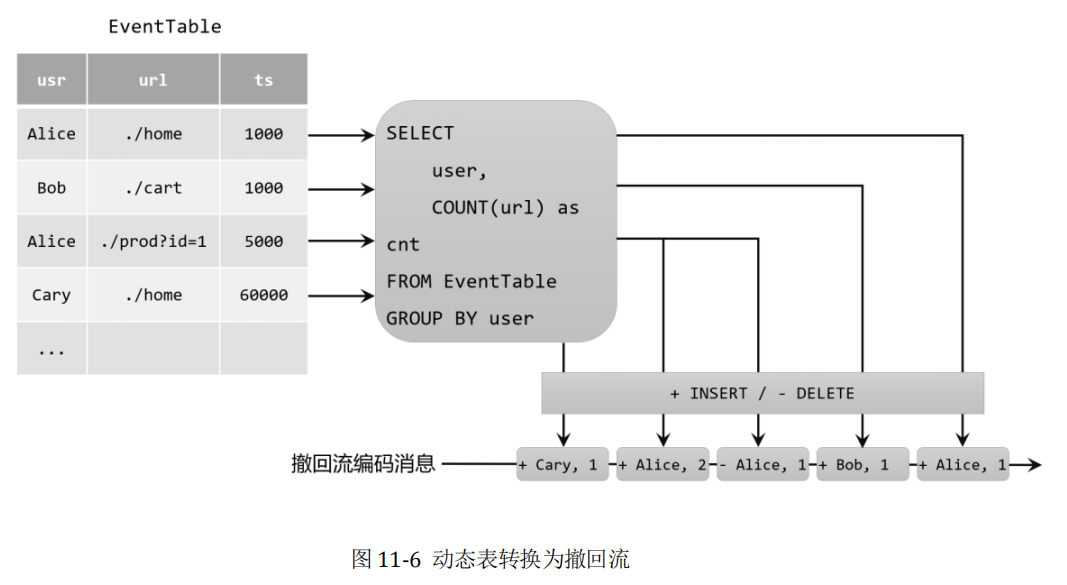 EventTable
usr url ts
Alice ./home 1000
Bob ./cart 1000
Alice ./prod?id=1 5000
Cary ./home 60000
...
SELECT
user,
COUNT(url) as
cnt
FROM EventTable
GROUP BY user
+ INSERT / - DELETE
撤回流编码消息 + Cary, 1 + Alice, 2 - Alice, 1 + Bob, 1 + Alice, 1
图 11-6 动态表转换为撤回流